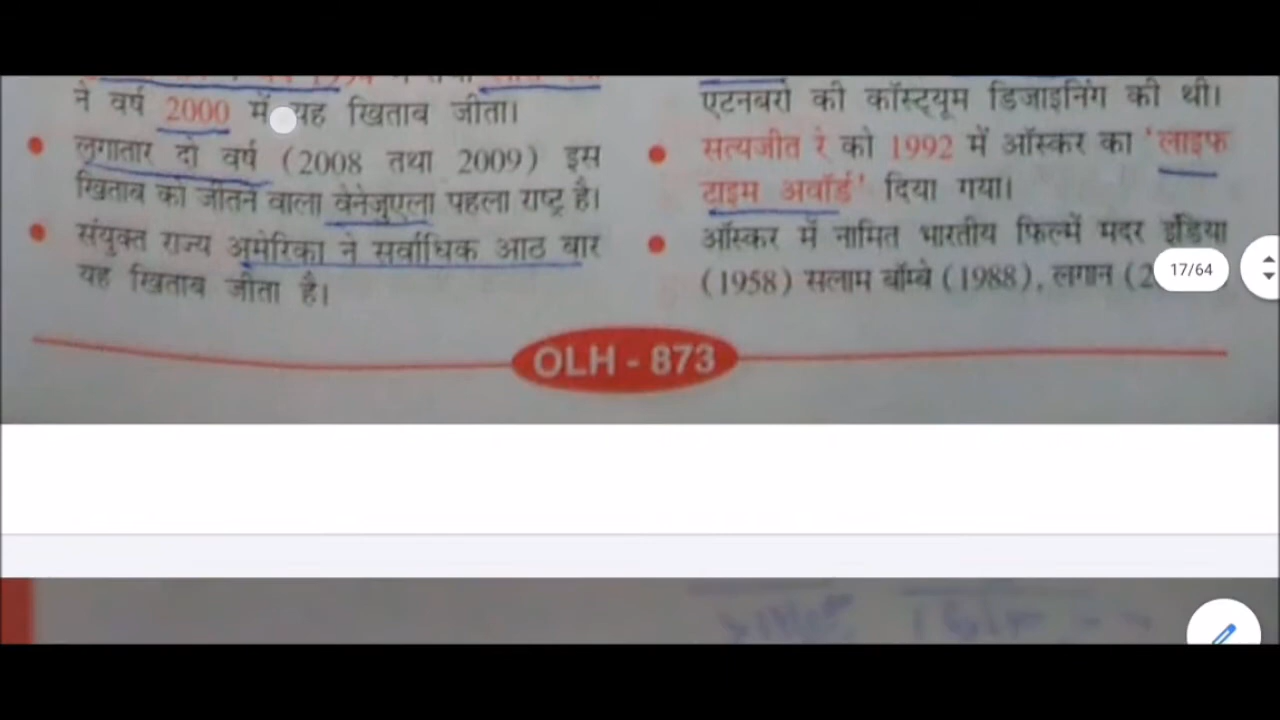 ने वर्ष 2000 में यह खिताब जीता।
• लगातार दो वर्ष (2008 तथा 2009) इस
खिताब को जीतने वाला वेनेजुएला पहला राष्ट्र है।
• संयुक्त राज्य अमेरिका ने सर्वाधिक आठ बार
यह खिताब जीता है।
एटनबरो की कॉस्ट्यूम डिजाइनिंग की थी।
• सत्यजीत रे को 1992 में ऑस्कर का 'लाइफ
टाइम अवॉर्ड' दिया गया।
• ऑस्कर में नामित भारतीय फिल्में मदर इंडिया
(1958) सलाम बॉम्बे (1988), लगान (2
17/64
OLH - 873